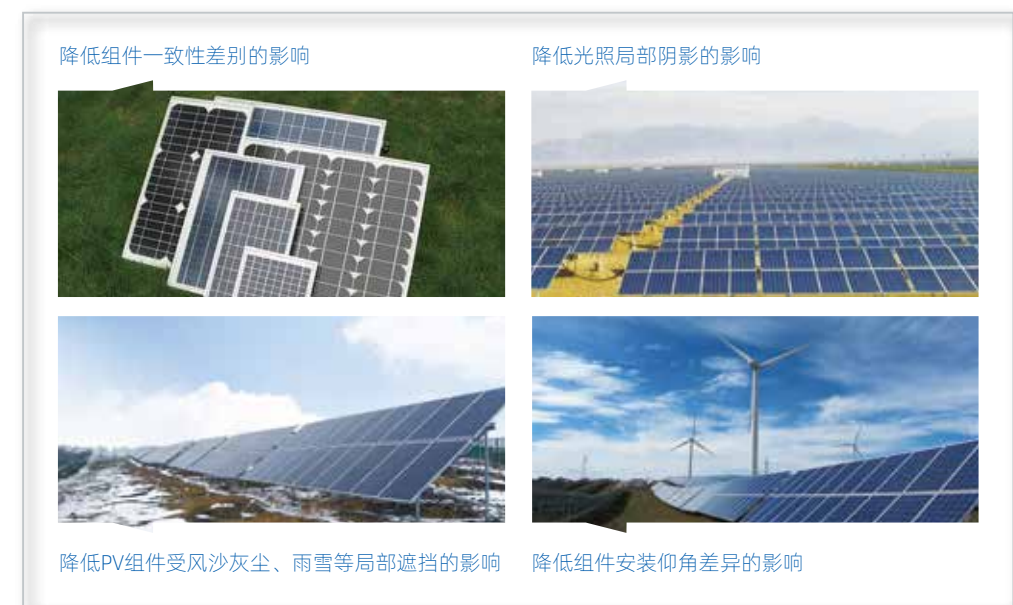 降低组件一致性差别的影响
降低光照局部阴影的影响
降低PV组件受风沙灰尘、雨雪等局部遮挡的影响
降低组件安装仰角差异的影响